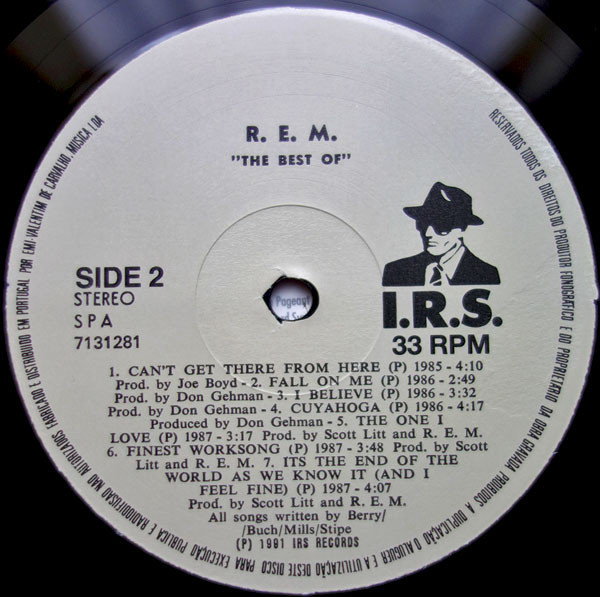 R. E. M.
"THE BEST OF"
SIDE 2
STEREO
SPA
7131281
I.R.S.
33 RPM
Pageant
1. CAN'T GET THERE FROM HERE (P) 1985 - 4:10
Prod. by Joe Boyd - 2. FALL ON ME (P) 1986 - 2:49
Prod. by Don Gehman - 3. I BELIEVE (P) 1986 - 3:32
Prod. by Don Gehman - 4. CUYAHOGA (P) 1986 - 4:17
Produced by Don Gehman - 5. THE ONE I
LOVE (P) 1987 - 3:17 Prod. by Scott Litt and R. E. M.
6. FINEST WORKSONG (P) 1987 - 3:48 Prod. by Scott
Litt and R. E. M. 7. ITS THE END OF THE
WORLD AS WE KNOW IT (AND I
FEEL FINE) (P) 1987 - 4:07
Prod. by Scott Litt and R. E. M.
All songs written by Berry/
/Buch/Mills/Stipe
(P) 1991 IRS RECORDS
RESERVADOS TODOS OS DIREITOS DO PRODUTOR FONOGRÁFICO E DO PROPRIETÁRIO DA OBRA GRAVADA PROIBIDOS A DUPLICAÇÃO O ALUGUER E A UTILIZAÇÃO DESTE DISCO PARA EXECUÇÃO PÚBLICA E RADIODIFUSÃO NÃO AUTORIZADOS FABRICADO E DISTRIBUIDO EM PORTUGAL POR EMI-VALENTIM DE CARVALHO, MÚSICA LDA